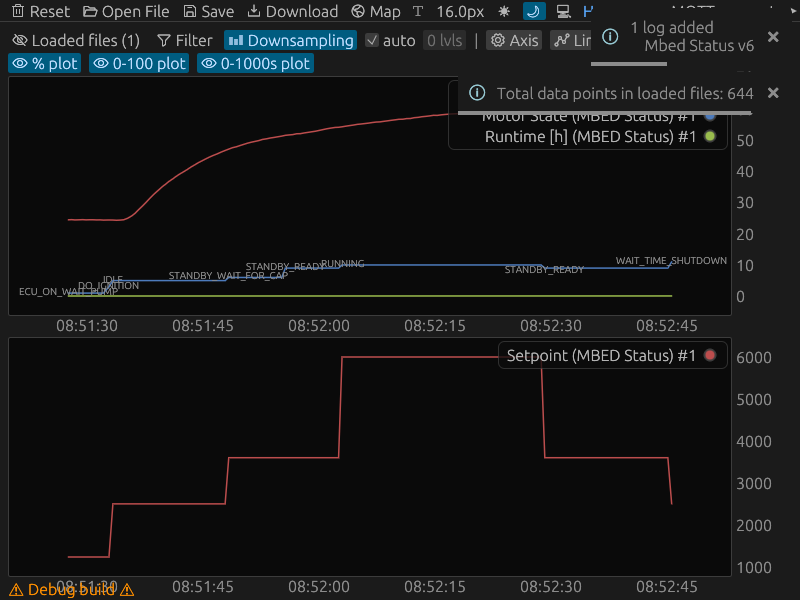 Reset Open File Save Download Map T 16.0px
1 log added
Mbed Status v6
Loaded files (1) Filter Downsampling auto 0 lvls | Axis
% plot 0-100 plot 0-1000s plot
Total data points in loaded files: 644
Motor State (MBED Status) #1
Runtime [h] (MBED Status) #1
50
40
30
20
10
0
ECU_ON_WAIT_PUMP
DO_IGNITION
IDLE
STANDBY_WAIT_FOR_CAP
STANDBY_READY
RUNNING
STANDBY_READY
WAIT_TIME_SHUTDOWN
08:51:30 08:51:45 08:52:00 08:52:15 08:52:30 08:52:45
Setpoint (MBED Status) #1
6000
5000
4000
3000
2000
1000
08:51:30 08:51:45 08:52:00 08:52:15 08:52:30 08:52:45
⚠ Debug build ⚠